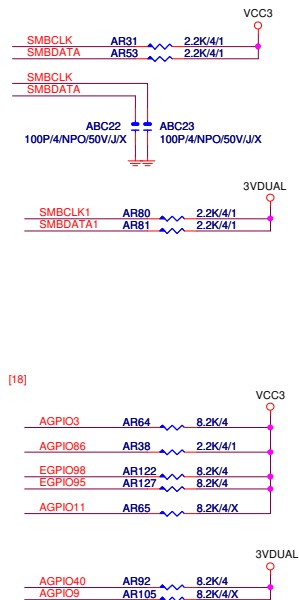 VCC3
SMBCLK AR31 2.2K/4/1
SMBDATA AR53 2.2K/4/1
SMBCLK
SMBDATA
ABC22 ABC23
100P/4/NPO/50V/J/X 100P/4/NPO/50V/J/X
3VDUAL
SMBCLK1 AR80 2.2K/4/1
SMBDATA1 AR81 2.2K/4/1
[18]
VCC3
AGPIO3 AR64 8.2K/4
AGPIO86 AR38 2.2K/4/1
EGPIO98 AR122 8.2K/4
EGPIO95 AR127 8.2K/4
AGPIO11 AR65 8.2K/4/X
3VDUAL
AGPIO40 AR92 8.2K/4
AGPIO9 AR105 8.2K/4/X